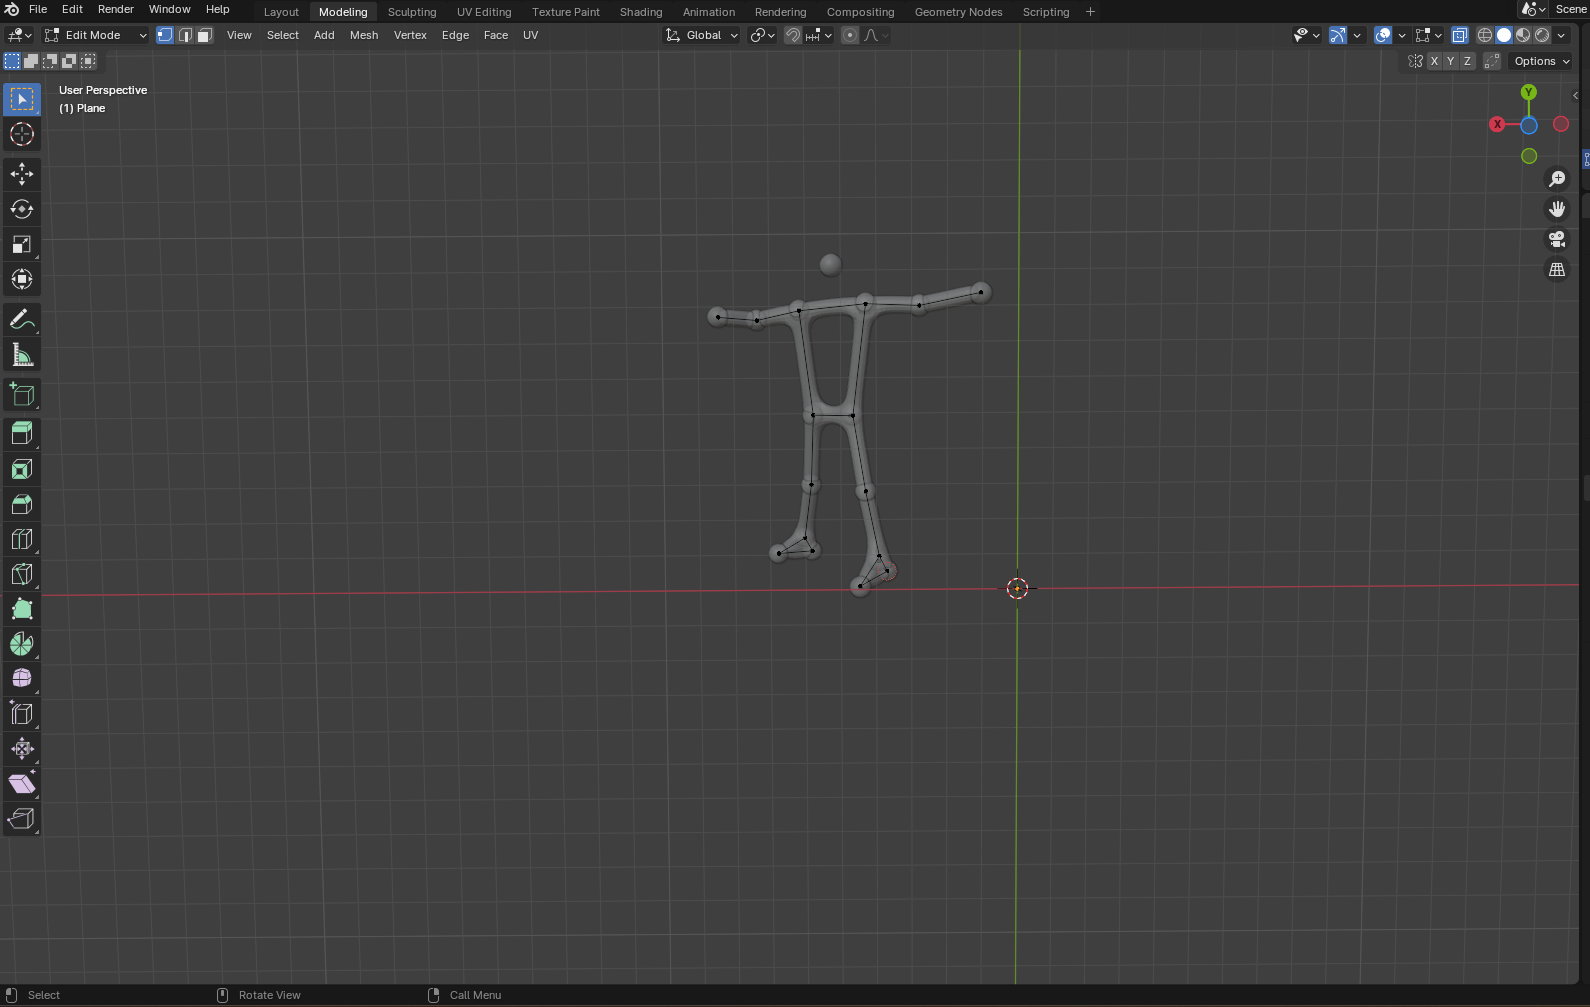 File Edit Render Window Help
Layout Modeling Sculpting UV Editing Texture Paint Shading Animation Rendering Compositing Geometry Nodes Scripting +
Scene
Edit Mode View Select Add Mesh Vertex Edge Face UV Global
X Y Z Options
User Perspective
(1) Plane
Y
X
Select Rotate View Call Menu